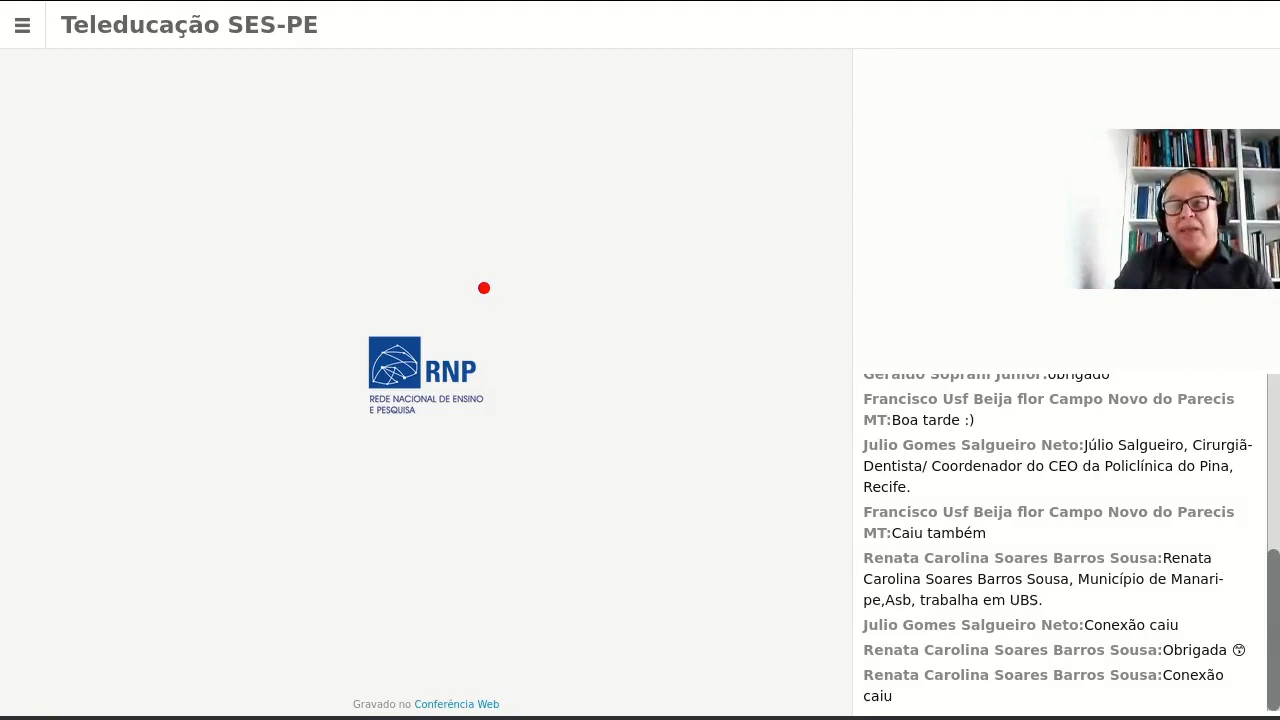 Teleducação SES-PE
RNP
REDE NACIONAL DE ENSINO
E PESQUISA
Gravado no Conferência Web
Geraldo Soprani Junior:obrigado
Francisco Usf Beija flor Campo Novo do Parecis
MT:Boa tarde :)
Julio Gomes Salgueiro Neto:Júlio Salgueiro, Cirurgiã-
Dentista/ Coordenador do CEO da Policlínica do Pina,
Recife.
Francisco Usf Beija flor Campo Novo do Parecis
MT:Caiu também
Renata Carolina Soares Barros Sousa:Renata
Carolina Soares Barros Sousa, Município de Manari-
pe,Asb, trabalha em UBS.
Julio Gomes Salgueiro Neto:Conexão caiu
Renata Carolina Soares Barros Sousa:Obrigada 😙
Renata Carolina Soares Barros Sousa:Conexão
caiu